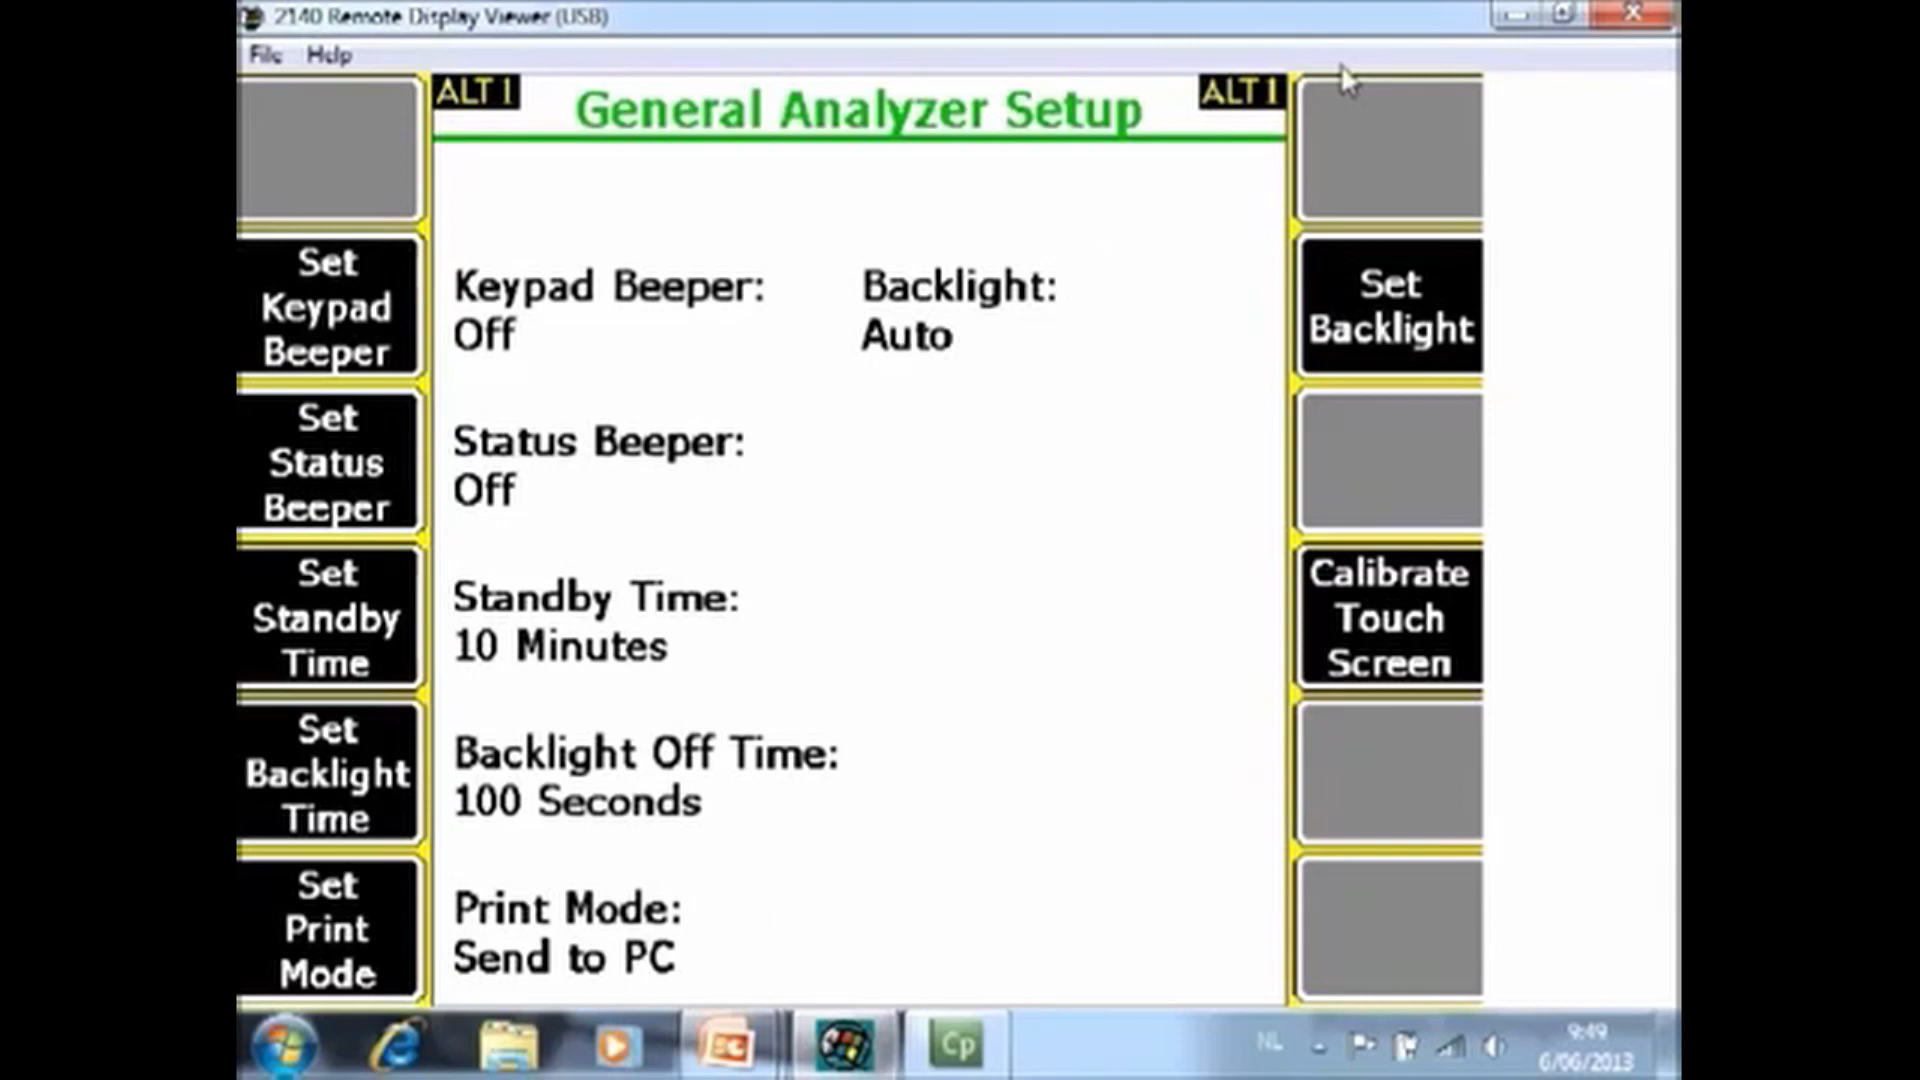 2140 Remote Display Viewer (USB)
File Help
ALT1 General Analyzer Setup ALT1
Set
Keypad
Beeper
Keypad Beeper:
Off
Backlight:
Auto
Set
Backlight
Set
Status
Beeper
Status Beeper:
Off
Set
Standby
Time
Standby Time:
10 Minutes
Calibrate
Touch
Screen
Set
Backlight
Time
Backlight Off Time:
100 Seconds
Set
Print
Mode
Print Mode:
Send to PC
Cp
NL
9:49
6/06/2013